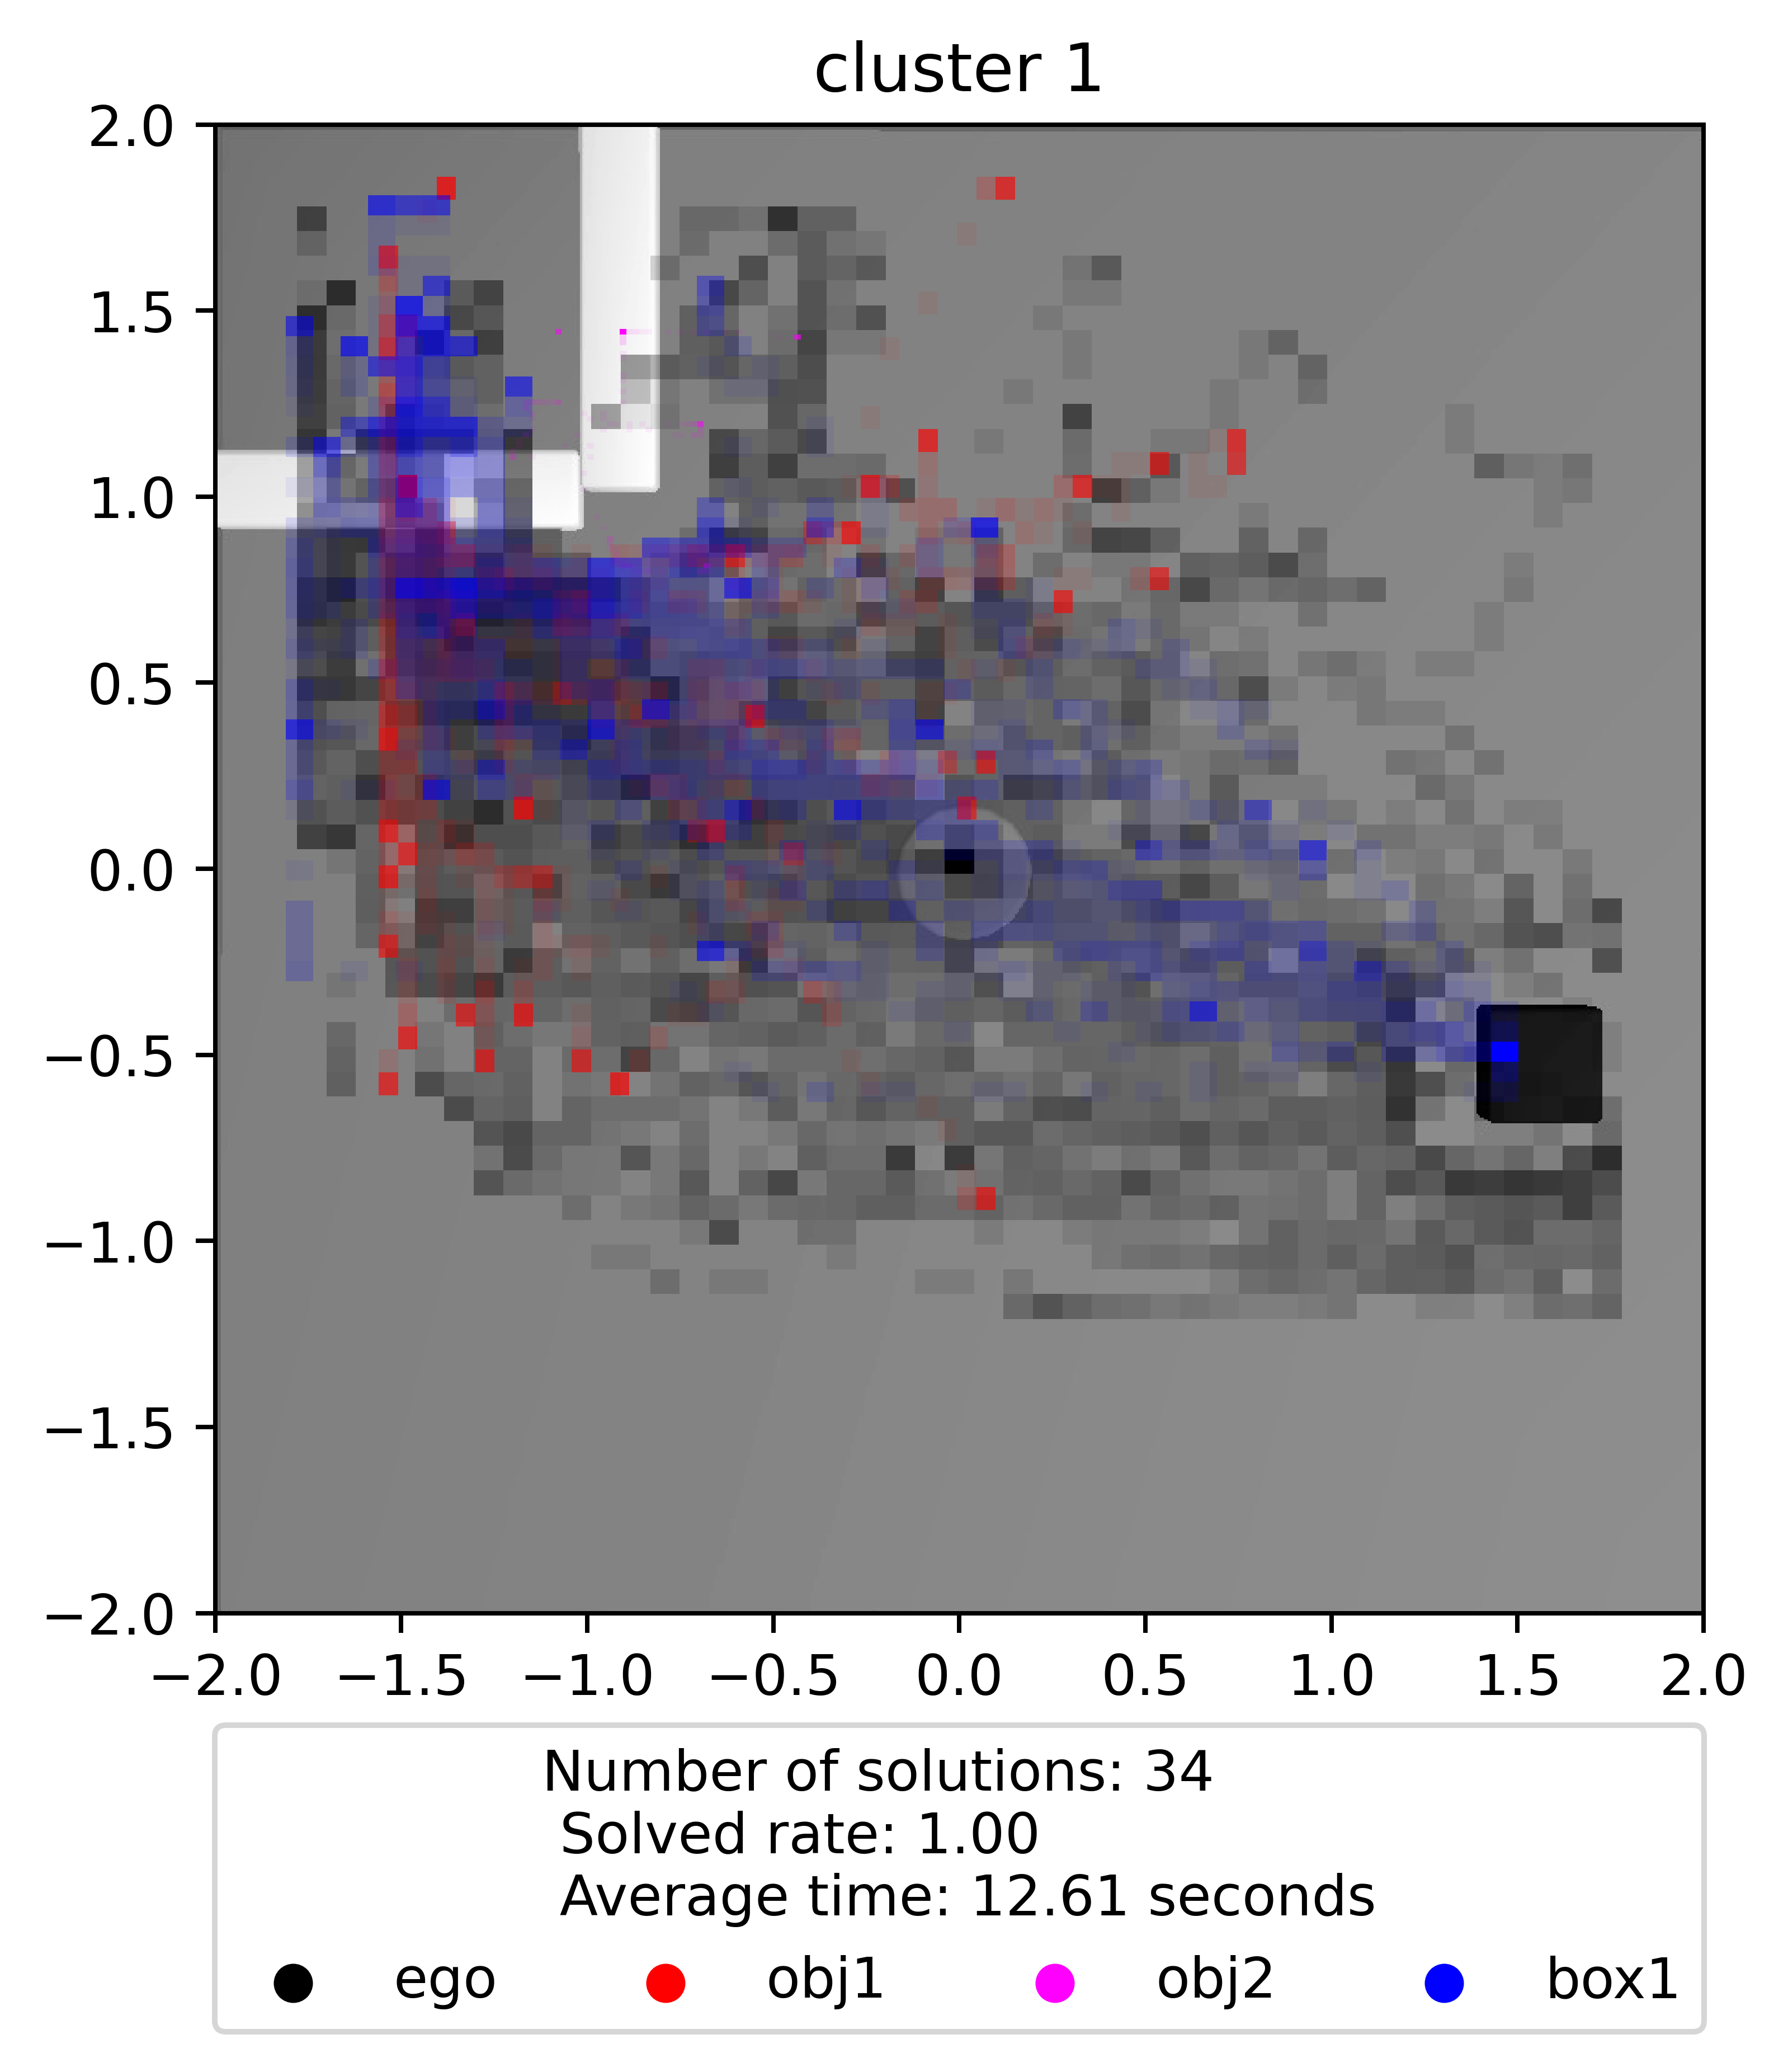 cluster 1
2.0
1.5
1.0
0.5
0.0
−0.5
−1.0
−1.5
−2.0
−2.0 −1.5 −1.0 −0.5 0.0 0.5 1.0 1.5 2.0
Number of solutions: 34
Solved rate: 1.00
Average time: 12.61 seconds
ego obj1 obj2 box1